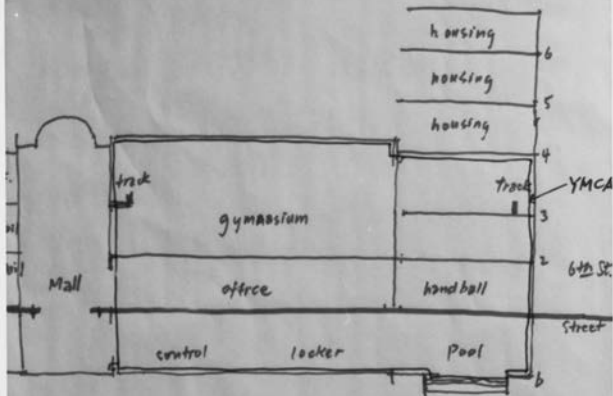 housing
6
housing
5
housing
4
track
track
YMCA
gymnasium
3
2
6th St.
Mall
office
handball
Street
control
locker
Pool
b